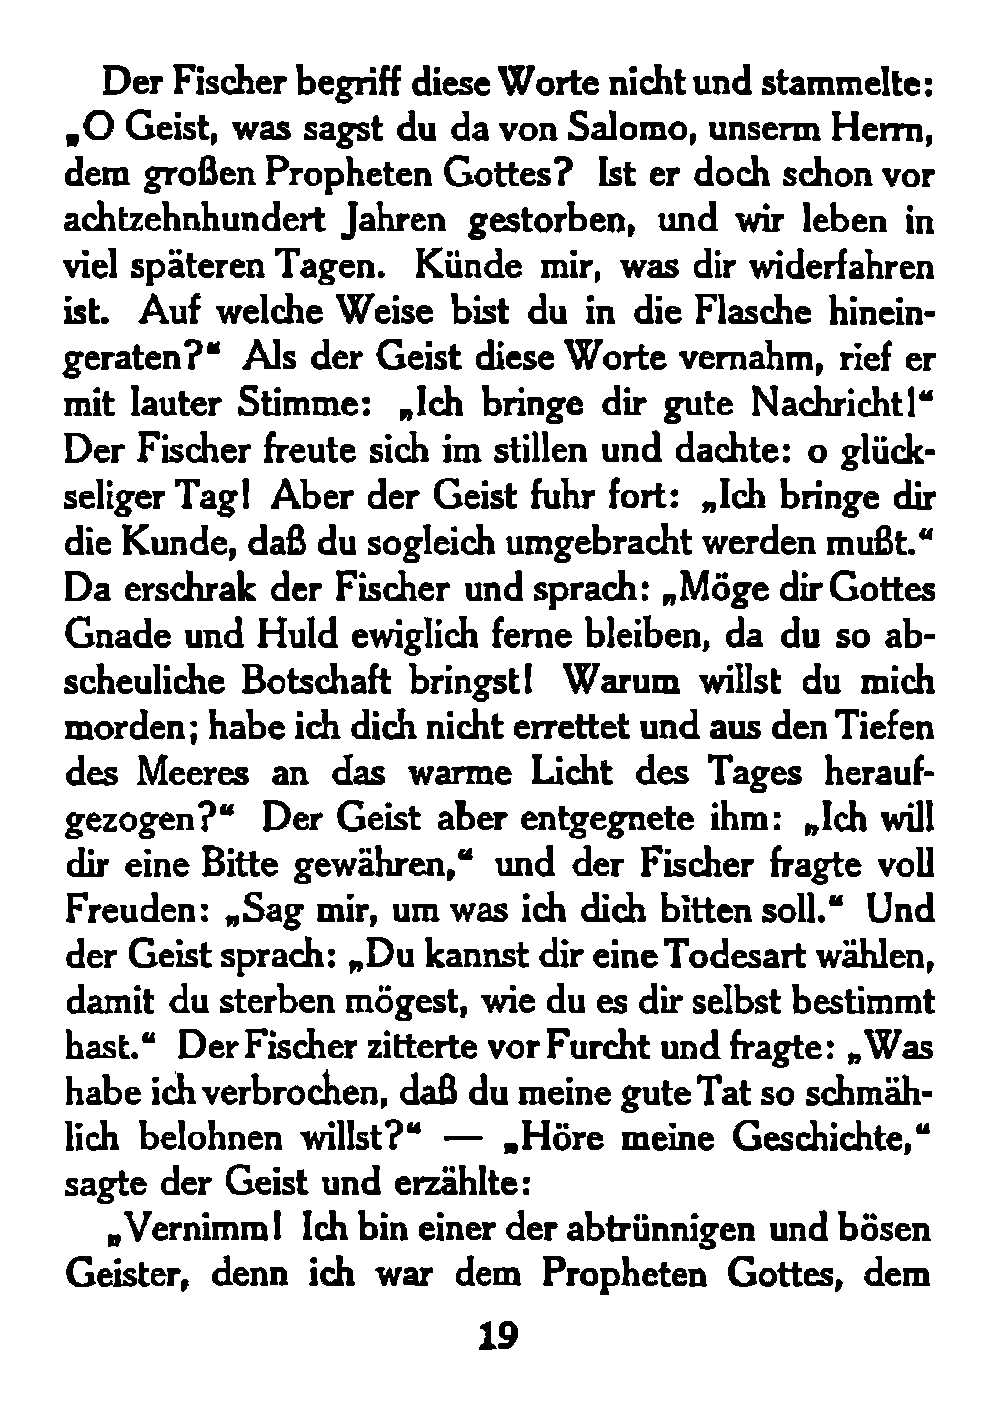 Der Fischer begriff diese Worte nicht und stammelte:
„O Geist, was sagst du da von Salomo, unserm Herrn,
dem großen Propheten Gottes? Ist er doch schon vor
achtzehnhundert Jahren gestorben, und wir leben in
viel späteren Tagen. Künde mir, was dir widerfahren
ist. Auf welche Weise bist du in die Flasche hinein-
geraten?“ Als der Geist diese Worte vernahm, rief er
mit lauter Stimme: „Ich bringe dir gute Nachricht!“
Der Fischer freute sich im stillen und dachte: o glück-
seliger Tag! Aber der Geist fuhr fort: „Ich bringe dir
die Kunde, daß du sogleich umgebracht werden mußt.“
Da erschrak der Fischer und sprach: „Möge dir Gottes
Gnade und Huld ewiglich ferne bleiben, da du so ab-
scheuliche Botschaft bringst! Warum willst du mich
morden; habe ich dich nicht errettet und aus den Tiefen
des Meeres an das warme Licht des Tages herauf-
gezogen?“ Der Geist aber entgegnete ihm: „Ich will
dir eine Bitte gewähren,“ und der Fischer fragte voll
Freuden: „Sag mir, um was ich dich bitten soll.“ Und
der Geist sprach: „Du kannst dir eine Todesart wählen,
damit du sterben mögest, wie du es dir selbst bestimmt
hast.“ Der Fischer zitterte vor Furcht und fragte: „Was
habe ich verbrochen, daß du meine gute Tat so schmäh-
lich belohnen willst?“ — „Höre meine Geschichte,“
sagte der Geist und erzählte:
„Vernimm! Ich bin einer der abtrünnigen und bösen
Geister, denn ich war dem Propheten Gottes, dem
19